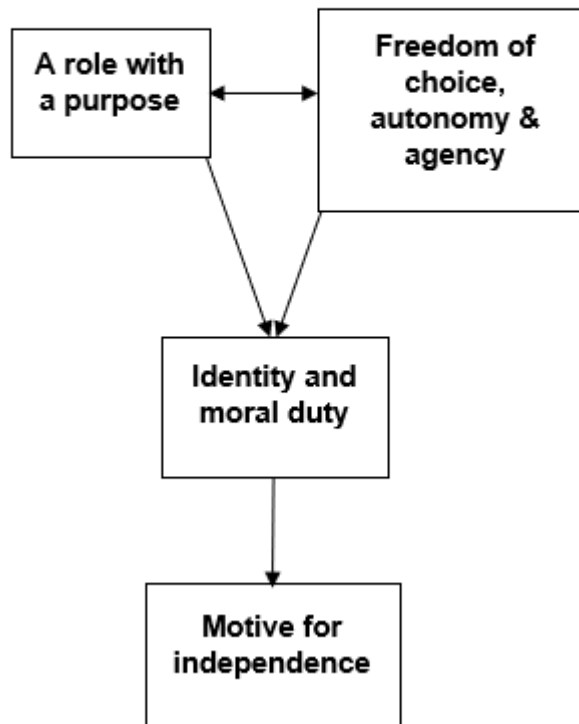 A role with
a purpose
Freedom of
choice,
autonomy &
agency
Identity and
moral duty
Motive for
independence